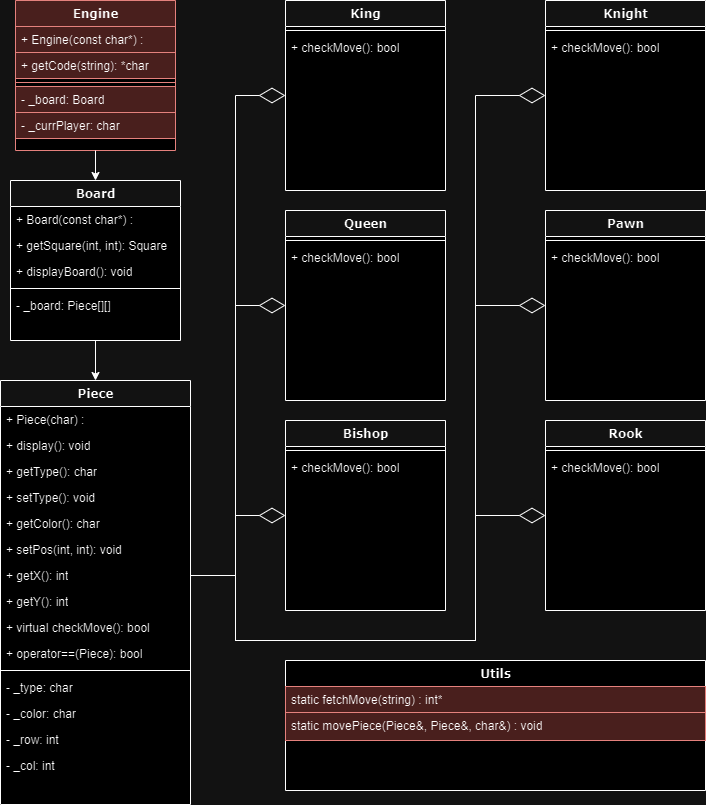 Engine
+ Engine(const char*) :
+ getCode(string): *char
- _board: Board
- _currPlayer: char
Board
+ Board(const char*) :
+ getSquare(int, int): Square
+ displayBoard(): void
- _board: Piece[][]
Piece
+ Piece(char) :
+ display(): void
+ getType(): char
+ setType(): void
+ getColor(): char
+ setPos(int, int): void
+ getX(): int
+ getY(): int
+ virtual checkMove(): bool
+ operator==(Piece): bool
- _type: char
- _color: char
- _row: int
- _col: int
King
+ checkMove(): bool
Knight
+ checkMove(): bool
Queen
+ checkMove(): bool
Pawn
+ checkMove(): bool
Bishop
+ checkMove(): bool
Rook
+ checkMove(): bool
Utils
static fetchMove(string) : int*
static movePiece(Piece&, Piece&, char&) : void